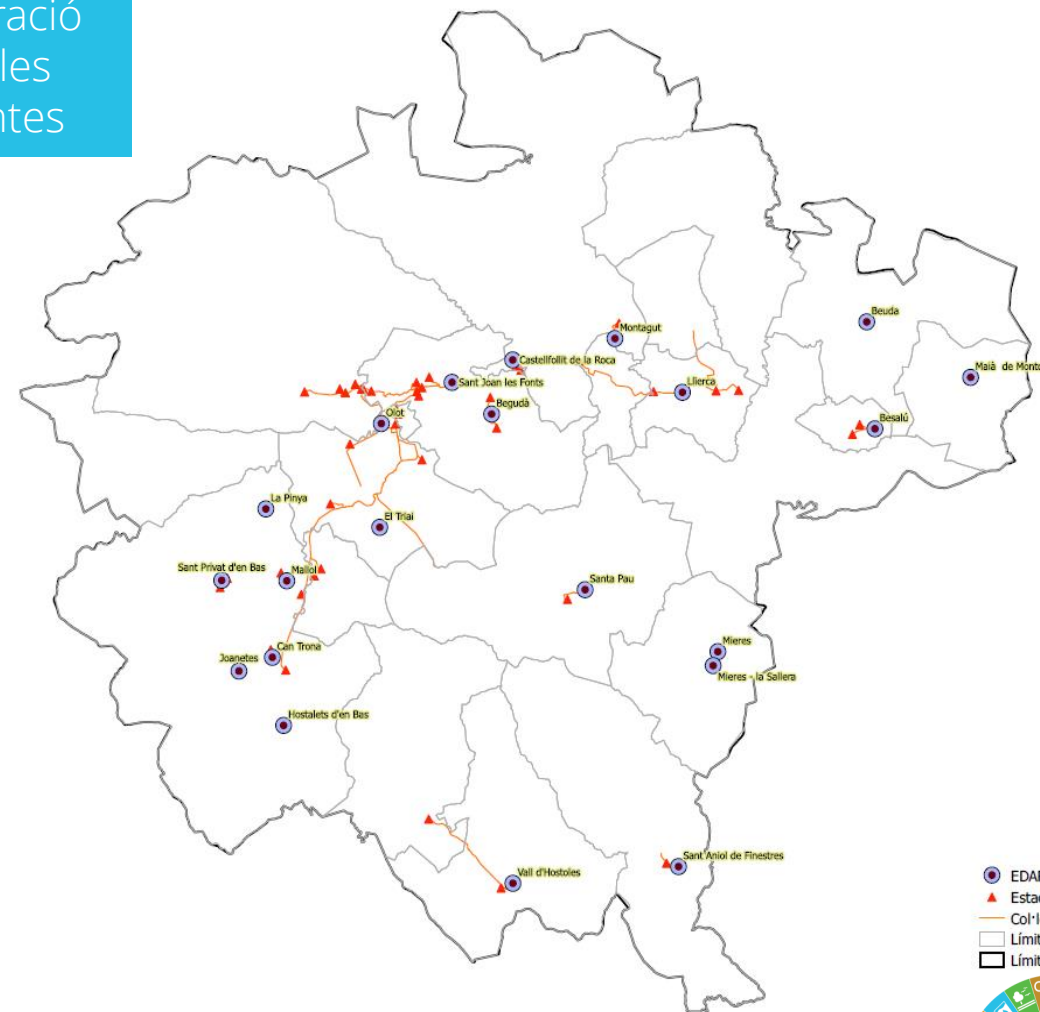 ració
les
ntes
Beuda
Montagut
Castellfollit de la Roca
Maià de Montc
Sant Joan les Fonts
Llierca
Begudà
Olot
Besalú
La Pinya
El Triai
Sant Privat d'en Bas
Mallol
Santa Pau
Mieres
Can Trona
Joanetes
Mieres - la Sallera
Hostalets d'en Bas
Sant Aniol de Finestres
Vall d'Hostoles
EDAR
Estac
Col·l
Límit
Límit